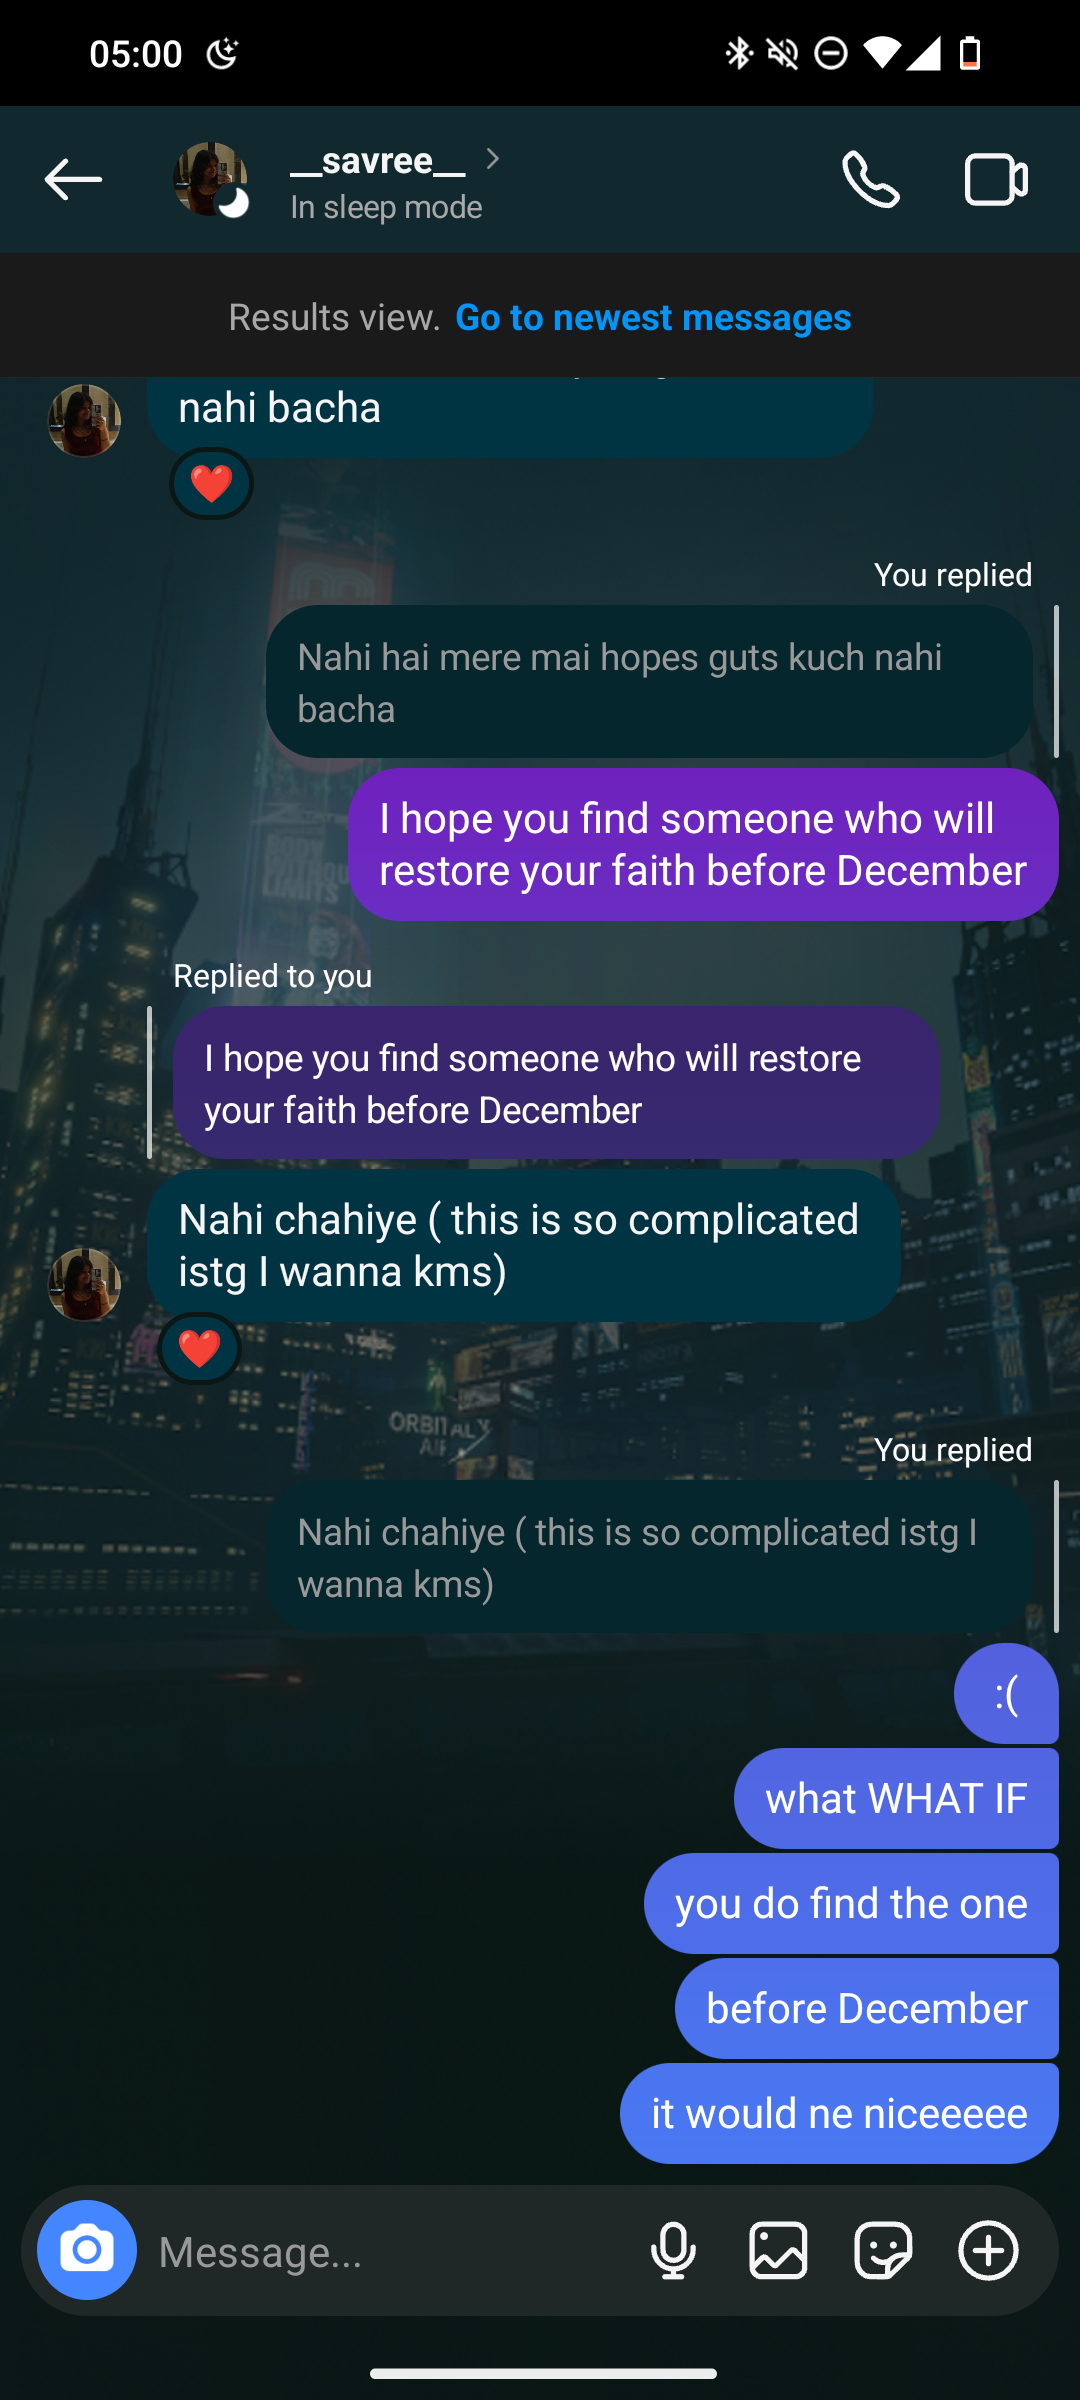 05:00
__savree__
In sleep mode
Results view. Go to newest messages
nahi bacha
You replied
Nahi hai mere mai hopes guts kuch nahi
bacha
I hope you find someone who will
restore your faith before December
Replied to you
I hope you find someone who will restore
your faith before December
Nahi chahiye ( this is so complicated
istg I wanna kms)
ORBITAL
AIR
You replied
Nahi chahiye ( this is so complicated istg I
wanna kms)
:(
what WHAT IF
you do find the one
before December
it would ne niceeeee
Message...